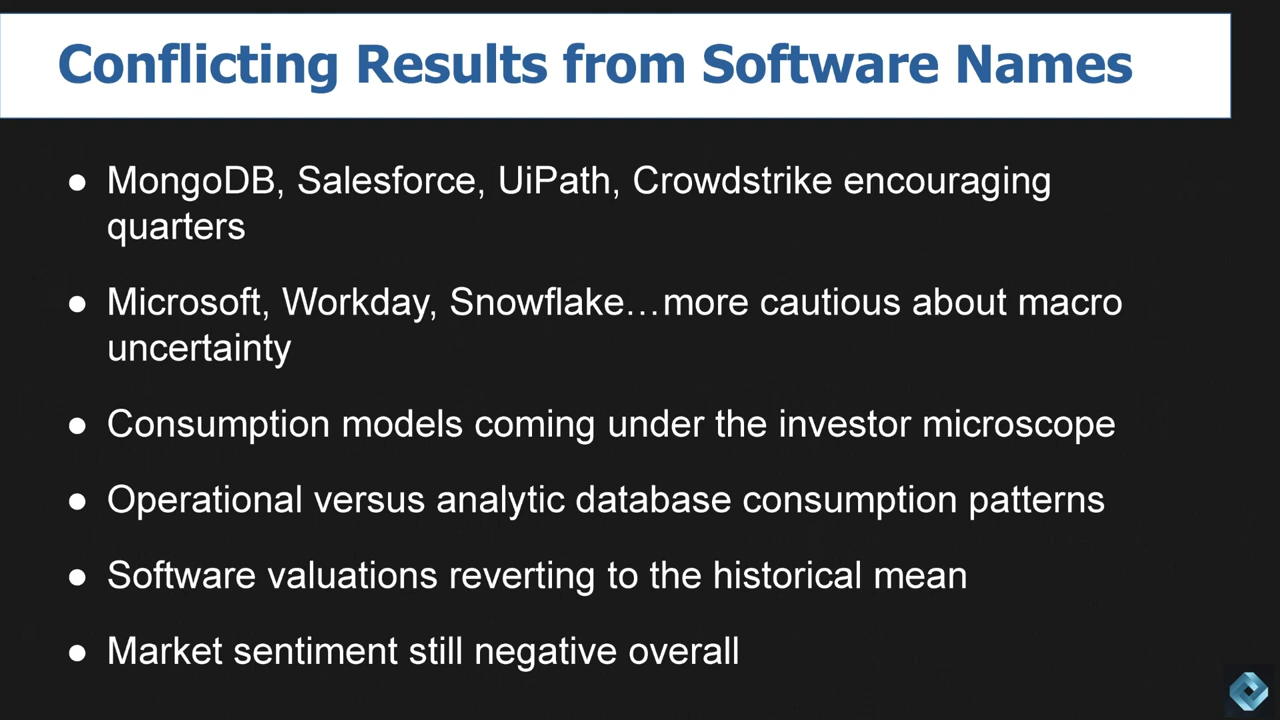 Conflicting Results from Software Names
● MongoDB, Salesforce, UiPath, Crowdstrike encouraging
quarters
● Microsoft, Workday, Snowflake…more cautious about macro
uncertainty
● Consumption models coming under the investor microscope
● Operational versus analytic database consumption patterns
● Software valuations reverting to the historical mean
● Market sentiment still negative overall